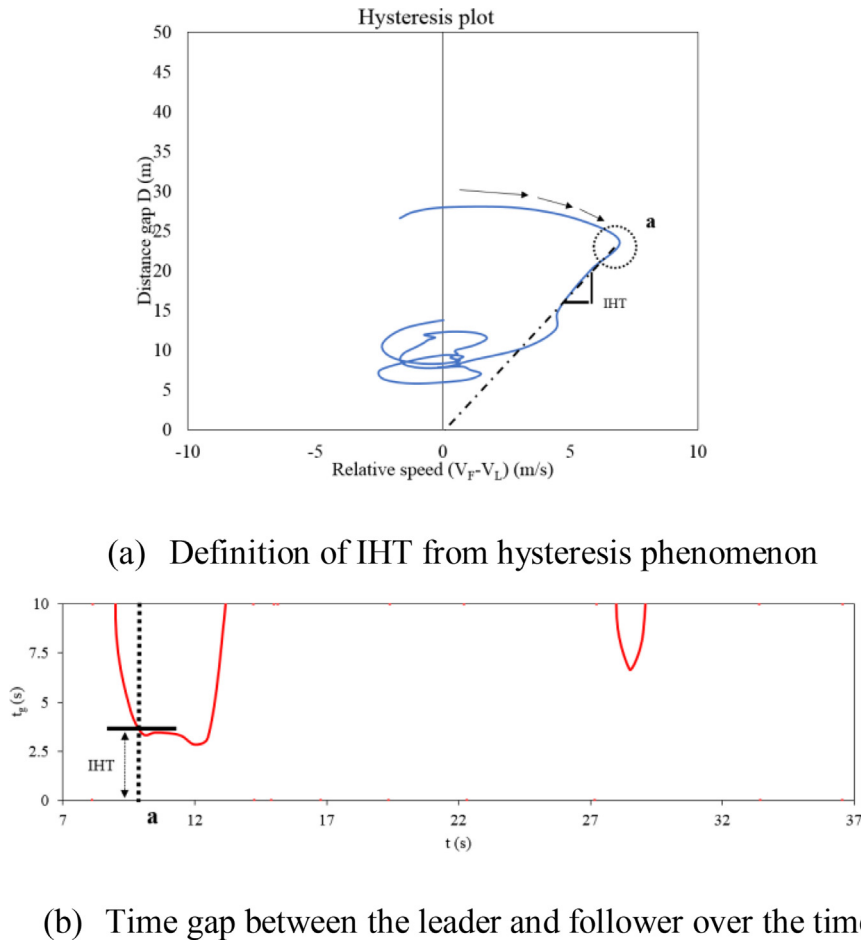 Hysteresis plot
50
45
40
35
30
25
20
15
10
5
0
Distance gap D (m)
a
IHT
-10 -5 0 5 10
Relative speed (VF-VL) (m/s)
(a) Definition of IHT from hysteresis phenomenon
10
7.5
5
2.5
0
tg (s)
IHT
a
7 12 17 22 27 32 37
t (s)
(b) Time gap between the leader and follower over the time